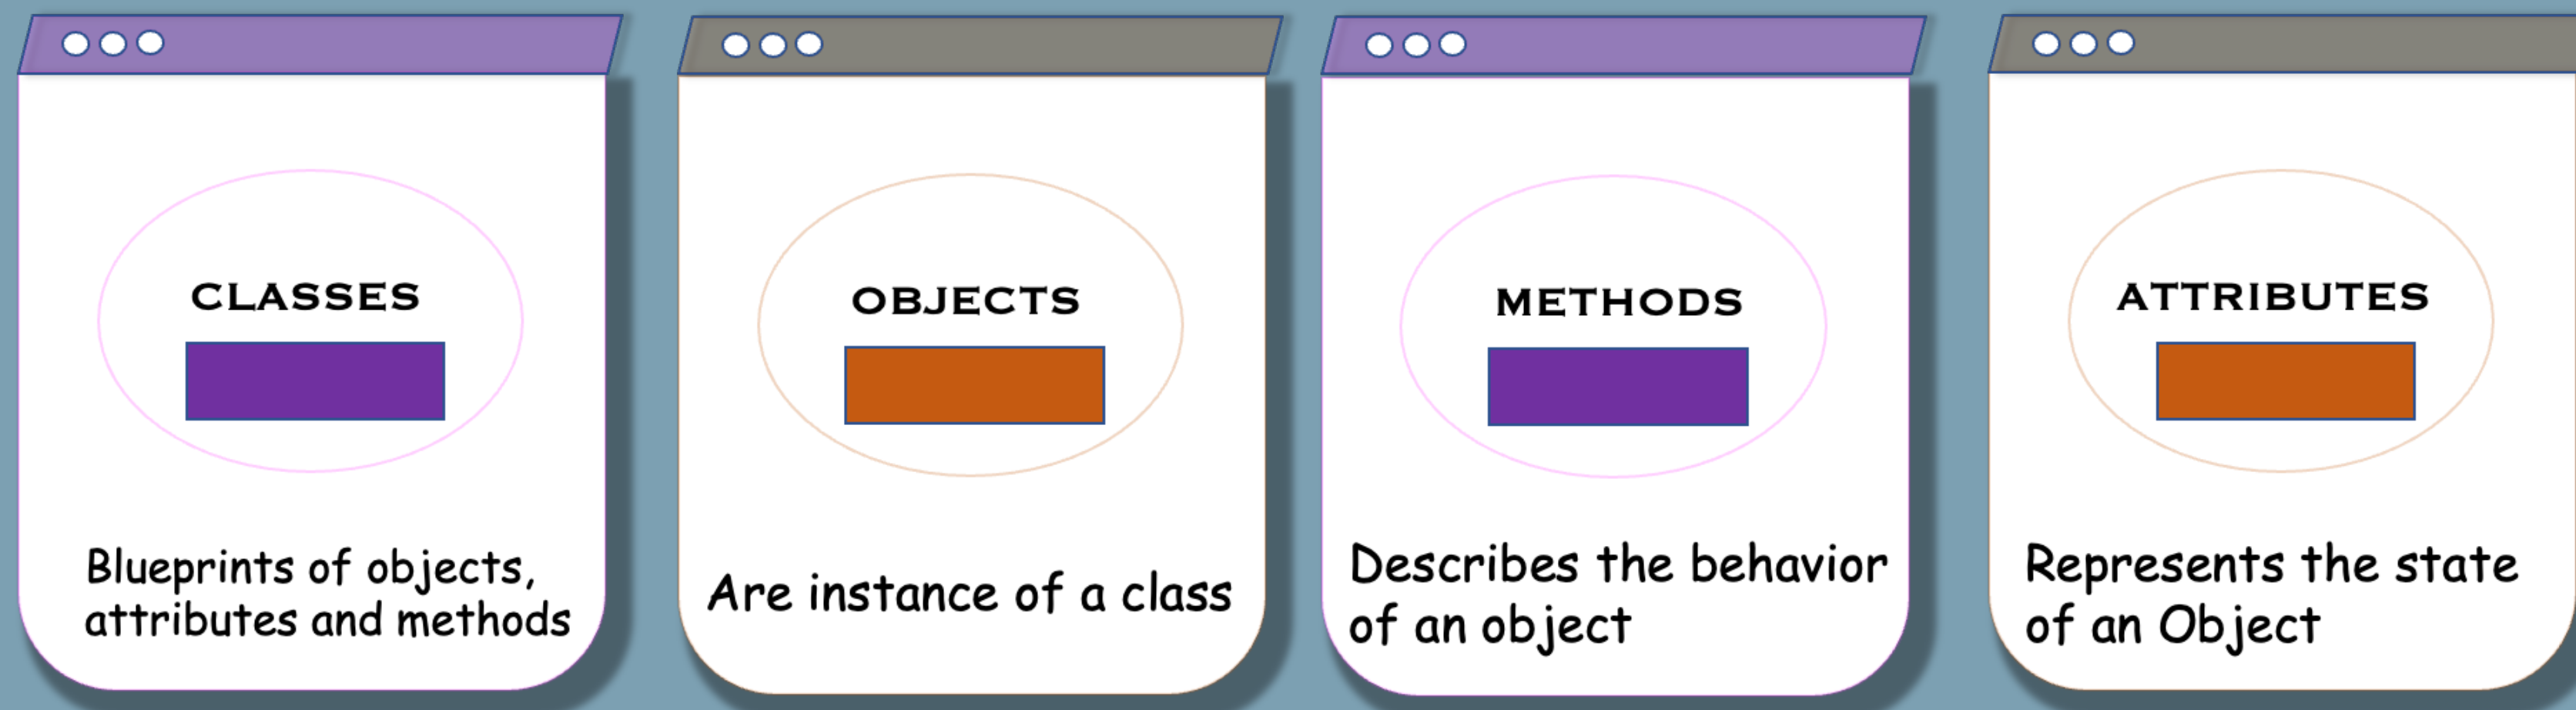 CLASSES
Blueprints of objects,
attributes and methods
OBJECTS
Are instance of a class
METHODS
Describes the behavior
of an object
ATTRIBUTES
Represents the state
of an Object